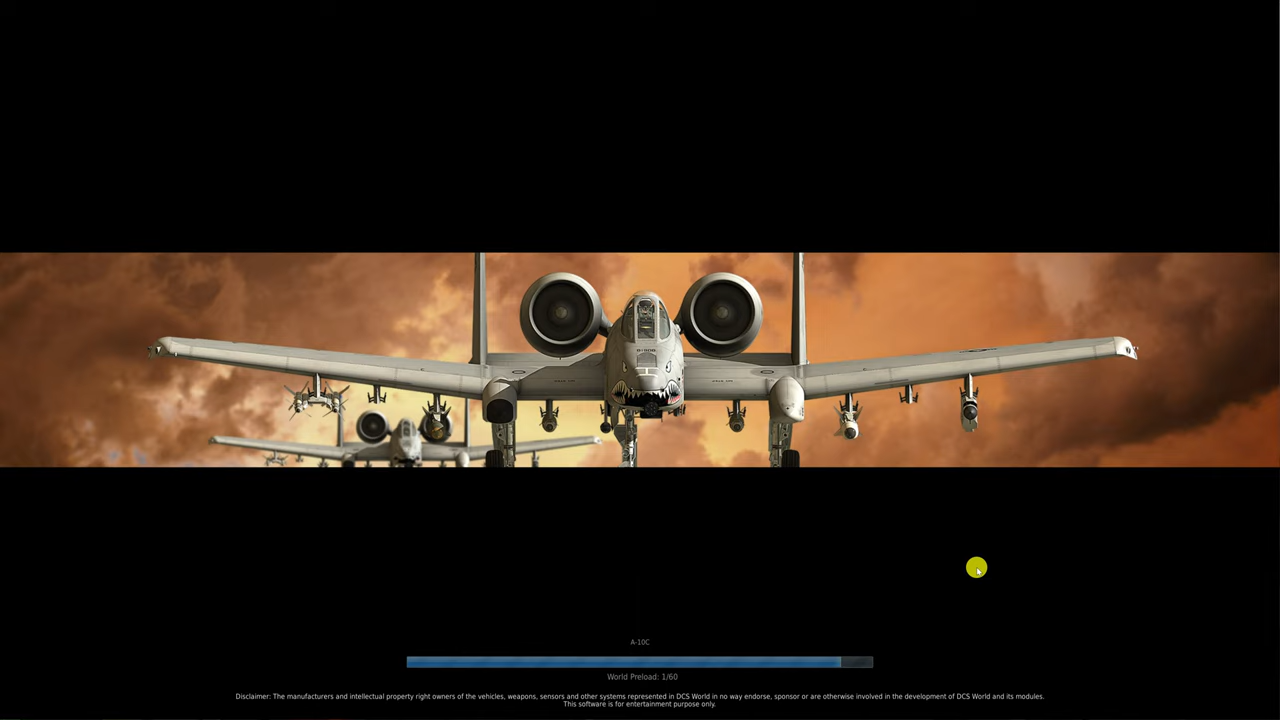 A-10C
World Preload: 1/60
Disclaimer: The manufacturers and intellectual property right owners of the vehicles, weapons, sensors and other systems represented in DCS World in no way endorse, sponsor or are otherwise involved in the development of DCS World and its modules.
This software is for entertainment purpose only.